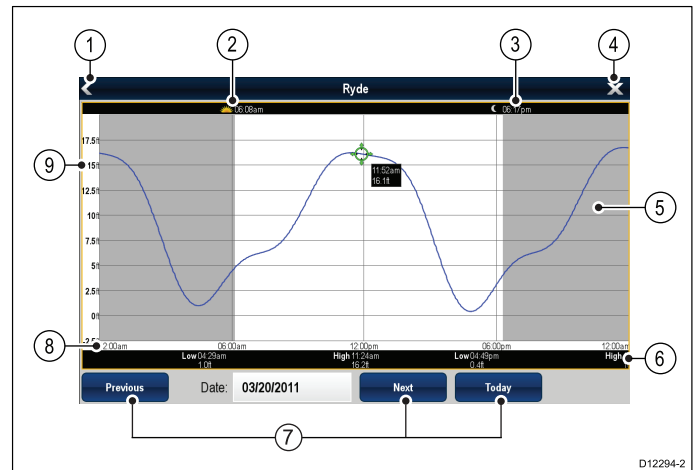 1
2
3
4
Ryde
06:08am
06:17pm
17.5ft
15ft
12.5ft
10ft
7.5ft
5ft
2.5ft
0ft
11:52am
16.1ft
9
5
8
2:00am 06:00am 12:00pm 06:00pm 12:00am
Low 04:29am High 11:24am Low 04:49pm High
1.0ft 16.2ft 0.4ft
6
Previous Date: 03/20/2011 Next Today
7
D12294-2